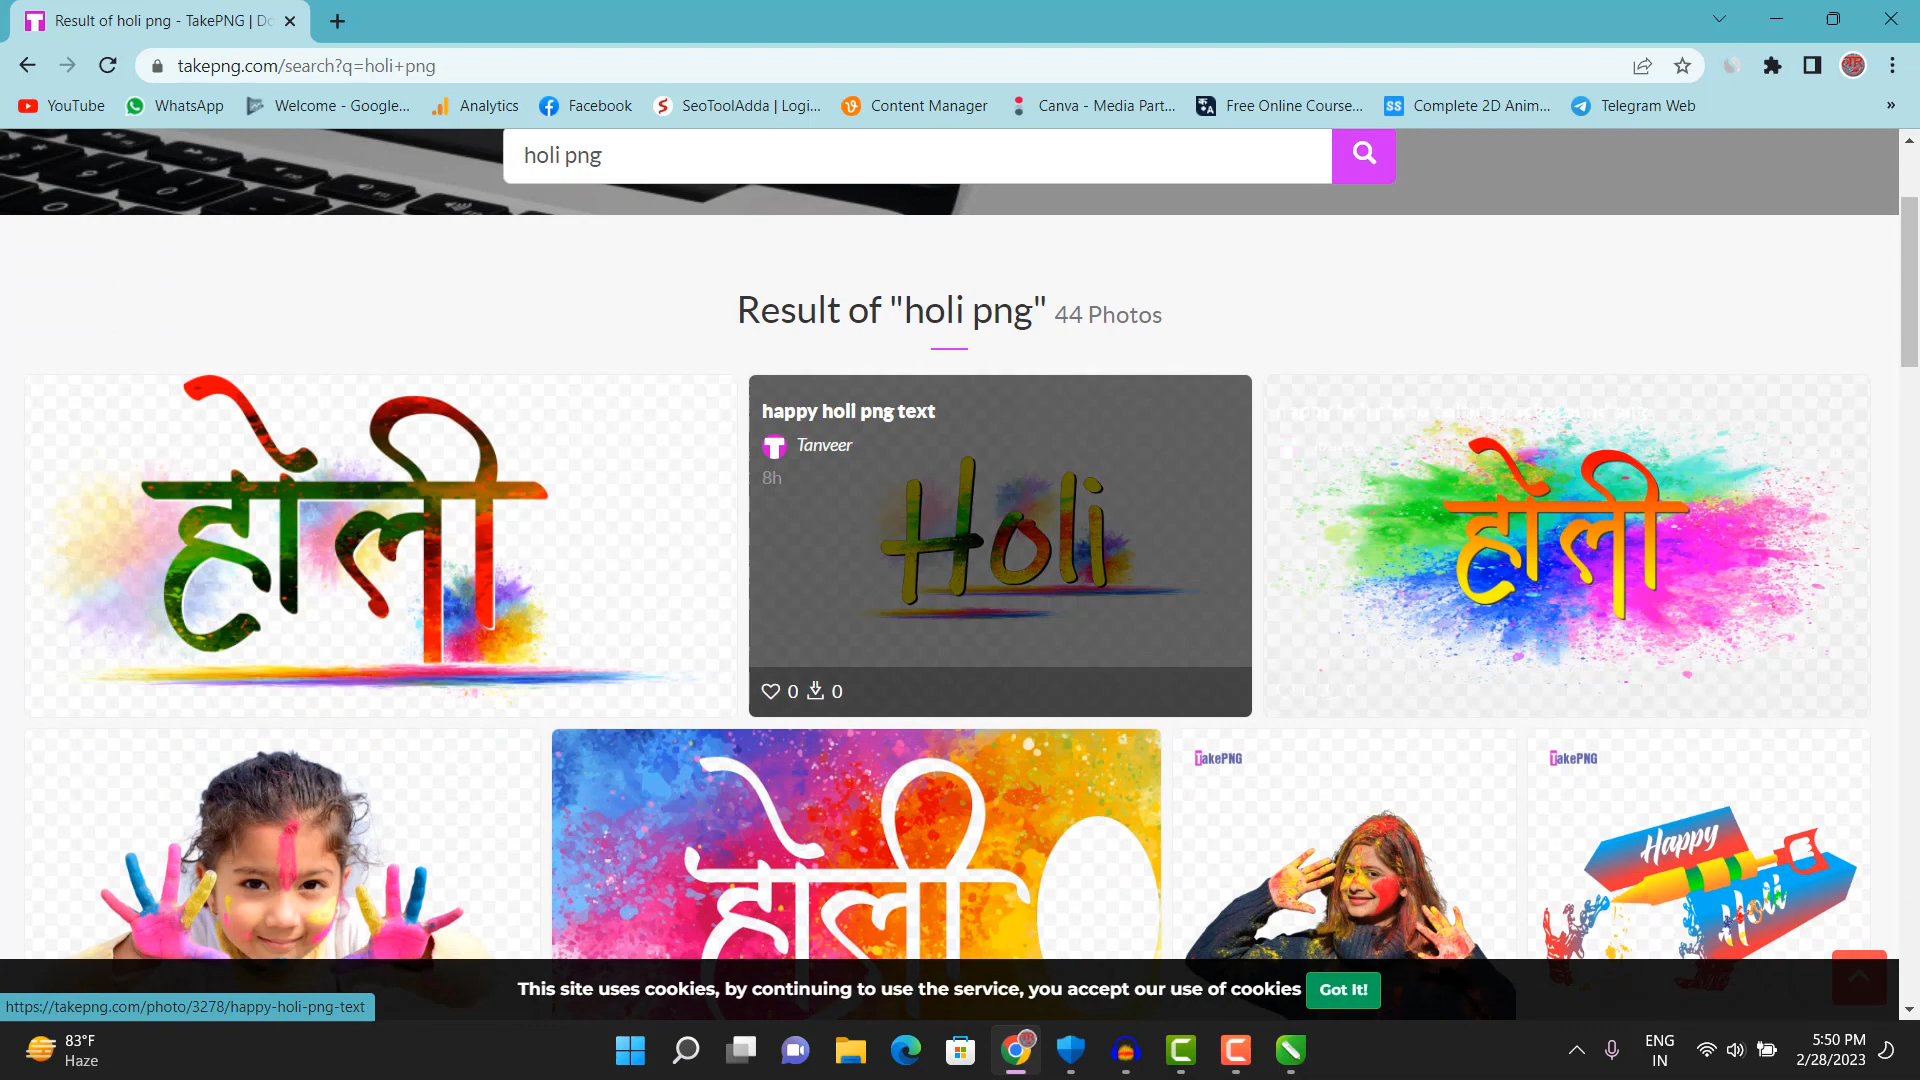 Result of holi png - TakePNG | Do
takepng.com/search?q=holi+png
YouTube
WhatsApp
Welcome - Google...
Analytics
Facebook
SeoToolAdda | Logi...
Content Manager
Canva - Media Part...
Free Online Course...
Complete 2D Anim...
Telegram Web
»
holi png
Result of "holi png" 44 Photos
होली
happy holi png text
Tanveer
8h
Holi
0 0
होली
होली
TakePNG
TakePNG
Happy
Holi
This site uses cookies, by continuing to use the service, you accept our use of cookies Got It!
https://takepng.com/photo/3278/happy-holi-png-text
83°F
Haze
ENG
IN
5:50 PM
2/28/2023